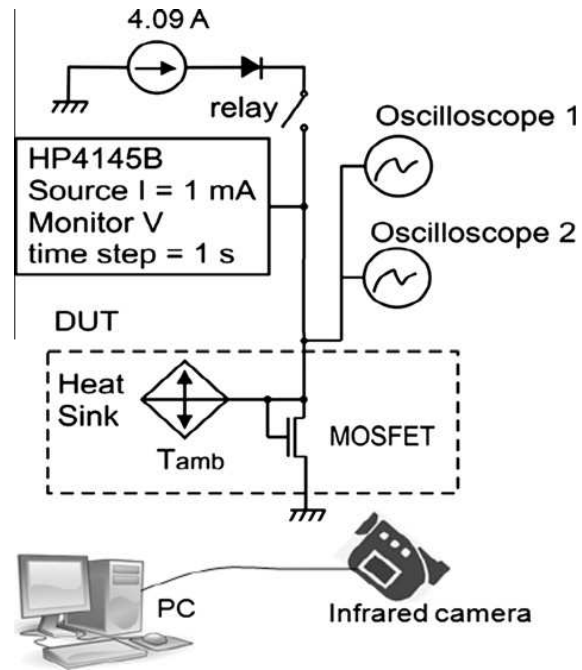 4.09 A
relay
Oscilloscope 1
HP4145B
Source I = 1 mA
Monitor V
time step = 1 s
Oscilloscope 2
DUT
Heat
Sink
Tamb
MOSFET
PC
Infrared camera